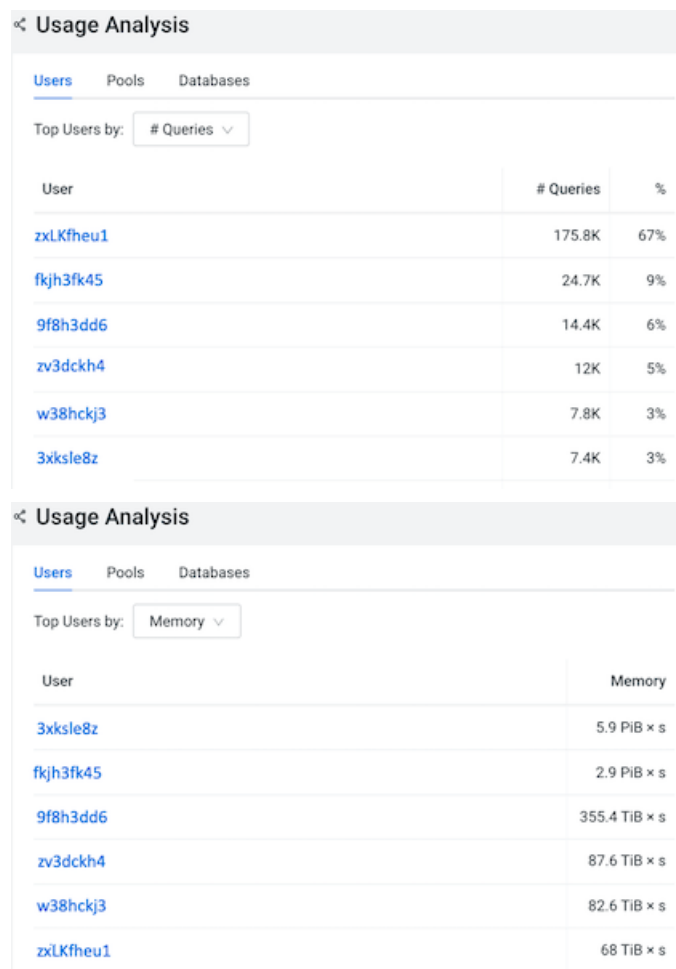 Usage Analysis
Users Pools Databases
Top Users by: # Queries
User # Queries %
zxLKfheu1 175.8K 67%
fkjh3fk45 24.7K 9%
9f8h3dd6 14.4K 6%
zv3dckh4 12K 5%
w38hckj3 7.8K 3%
3xksle8z 7.4K 3%
Usage Analysis
Users Pools Databases
Top Users by: Memory
User Memory
3xksle8z 5.9 PiB × s
fkjh3fk45 2.9 PiB × s
9f8h3dd6 355.4 TiB × s
zv3dckh4 87.6 TiB × s
w38hckj3 82.6 TiB × s
zxLKfheu1 68 TiB × s